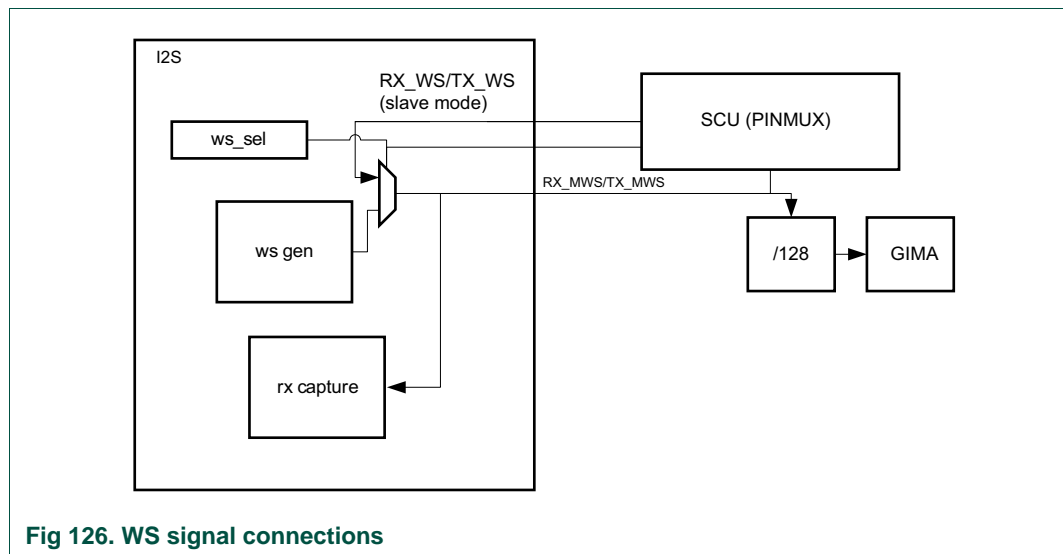 I2S
RX_WS/TX_WS
(slave mode)
SCU (PINMUX)
ws_sel
RX_MWS/TX_MWS
ws gen
/128
GIMA
rx capture
Fig 126. WS signal connections